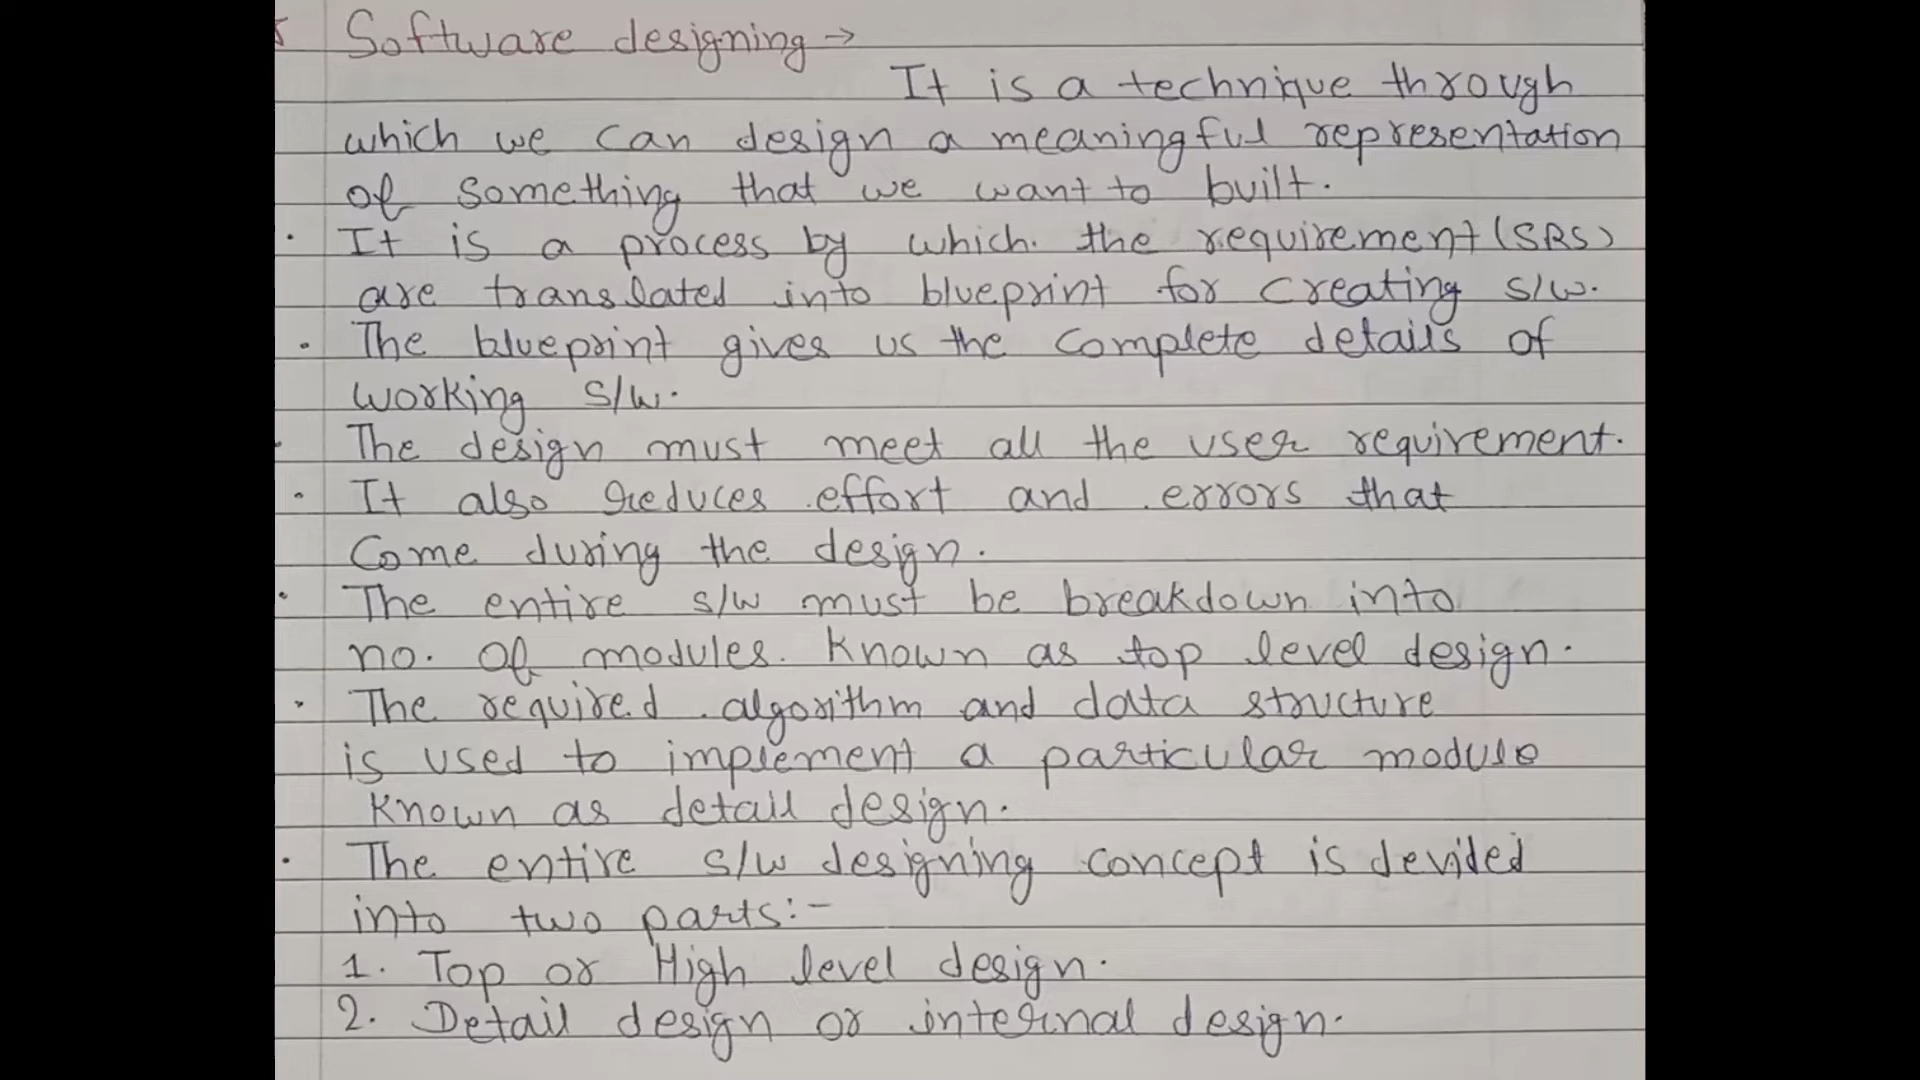 Software designing →
It is a technique through
which we can design a meaningful representation
of something that we want to built.
• It is a process by which the requirement (SRS)
are translated into blueprint for creating s/w.
• The blueprint gives us the complete details of
working s/w.
• The design must meet all the user requirement.
• It also reduces effort and errors that
Come during the design.
• The entire s/w must be breakdown into
no. of modules. Known as top level design.
• The required algorithm and data structure
is used to implement a particular module
Known as detail design.
• The entire s/w designing concept is devided
into two parts:-
1. Top or High level design.
2. Detail design or internal design.